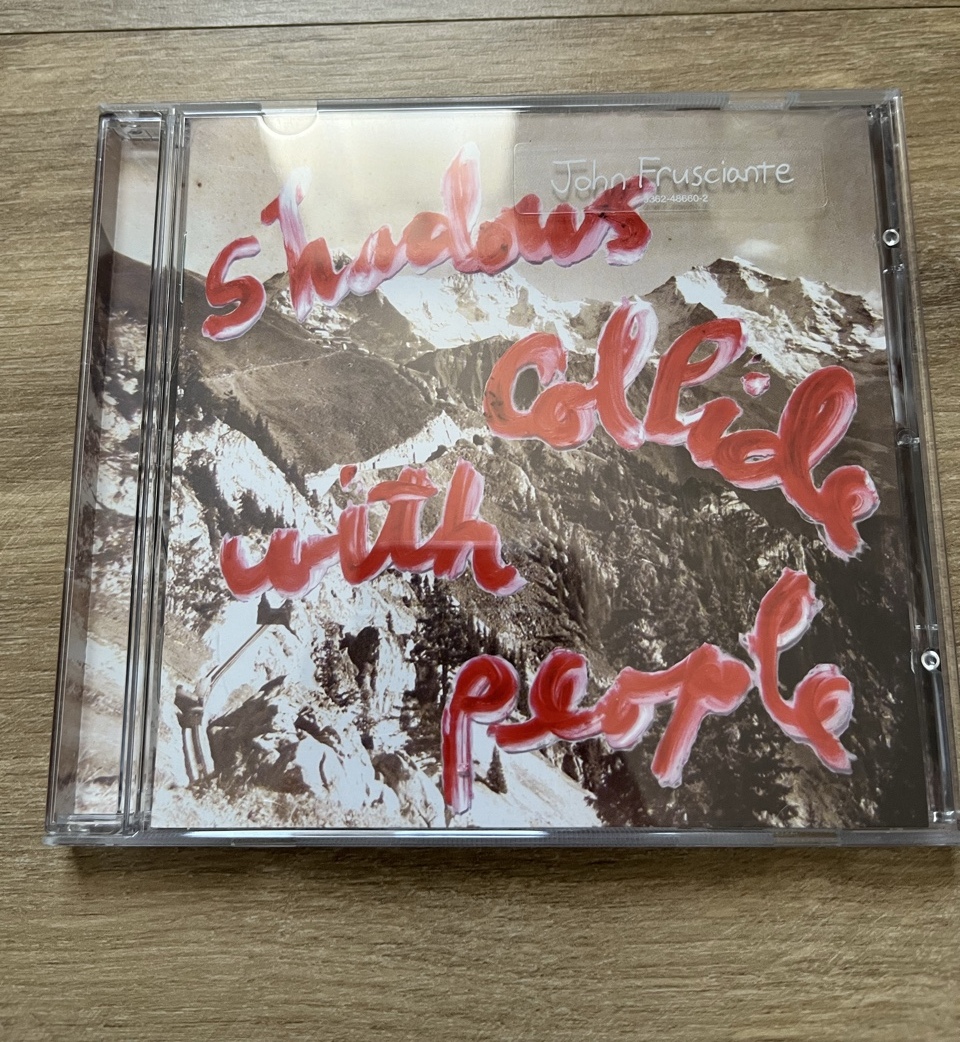 John Frusciante
9362-48660-2
shadows
Collide
with
people